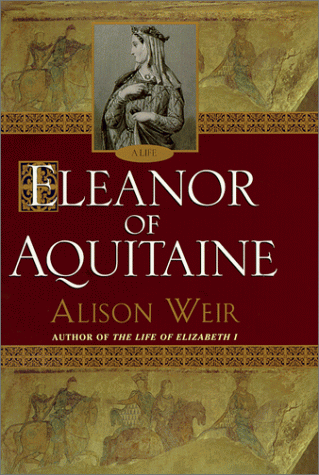 A LIFE
ELEANOR
OF
AQUITAINE
ALISON WEIR
AUTHOR OF THE LIFE OF ELIZABETH I